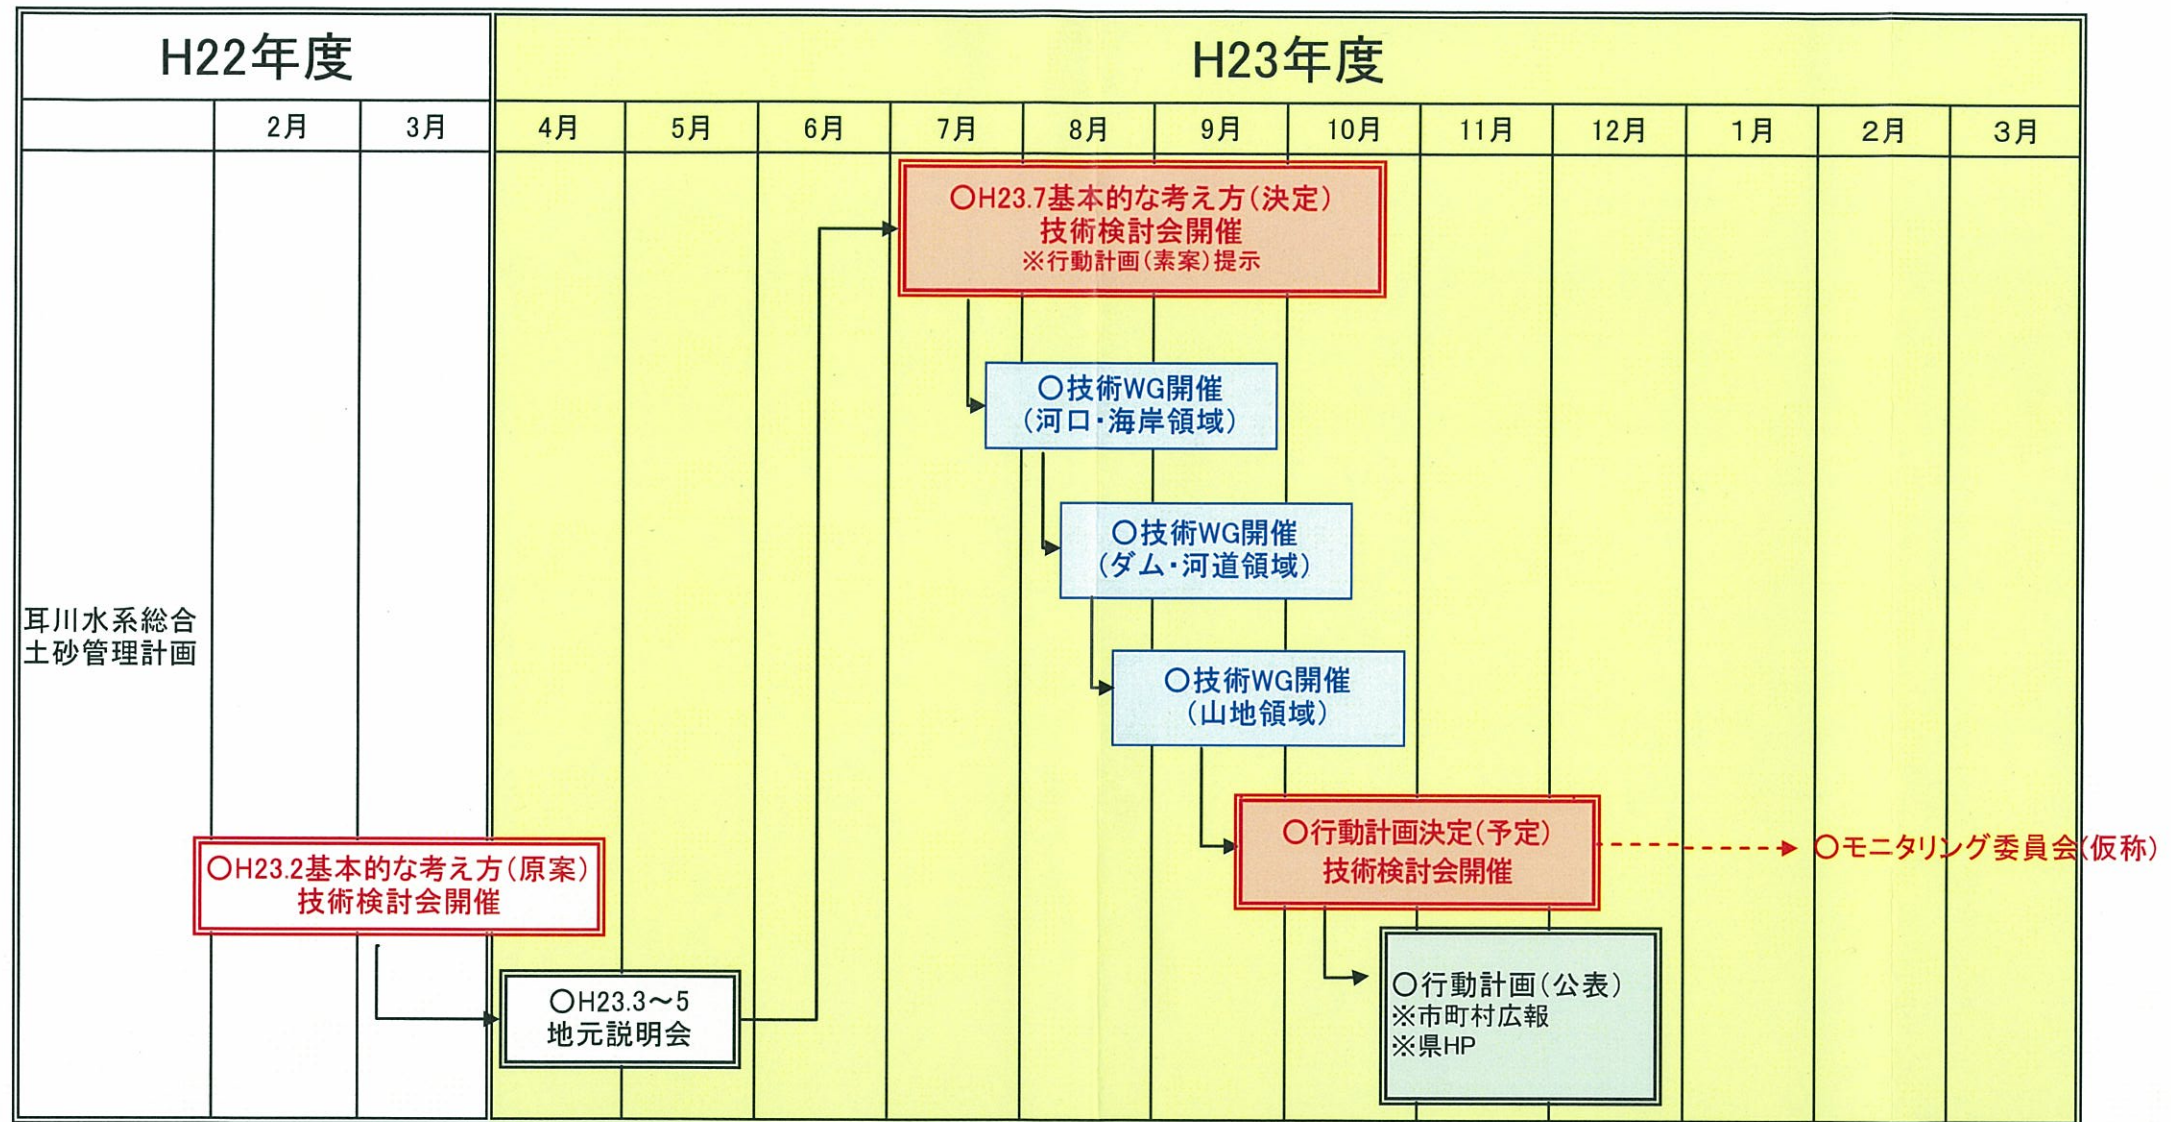 H22年度
H23年度
2月
3月
4月
5月
6月
7月
8月
9月
10月
11月
12月
1月
2月
3月
○H23.7基本的な考え方(決定)
技術検討会開催
※行動計画(素案)提示
○技術WG開催
(河口・海岸領域)
○技術WG開催
(ダム・河道領域)
耳川水系総合
土砂管理計画
○技術WG開催
(山地領域)
○行動計画決定(予定)
技術検討会開催
○モニタリング委員会(仮称)
○H23.2基本的な考え方(原案)
技術検討会開催
○H23.3～5
地元説明会
○行動計画(公表)
※市町村広報
※県HP